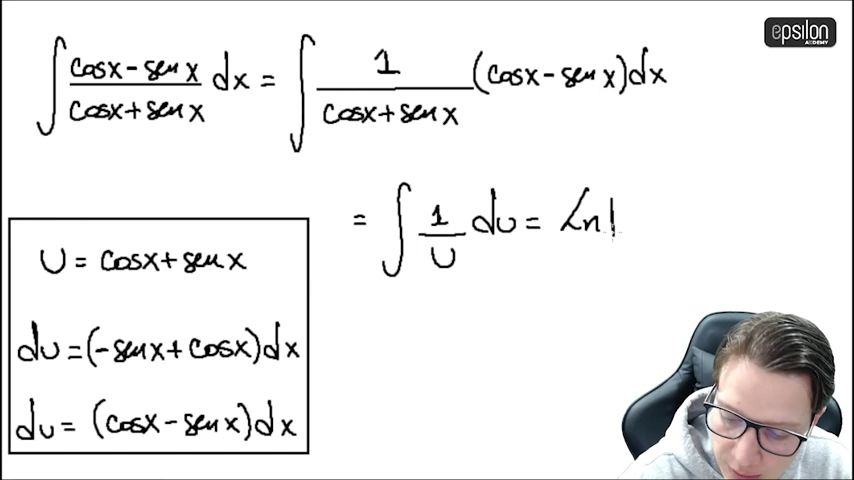 epsilon
AKDEMY
∫ (cosx - sen x)/(cosx + sen x) dx = ∫ 1/(cosx + sen x) (cosx - sen x)dx
= ∫ 1/U du = Ln|
U = cosx + sen x
du = (-sen x + cosx)dx
du = (cosx - sen x)dx